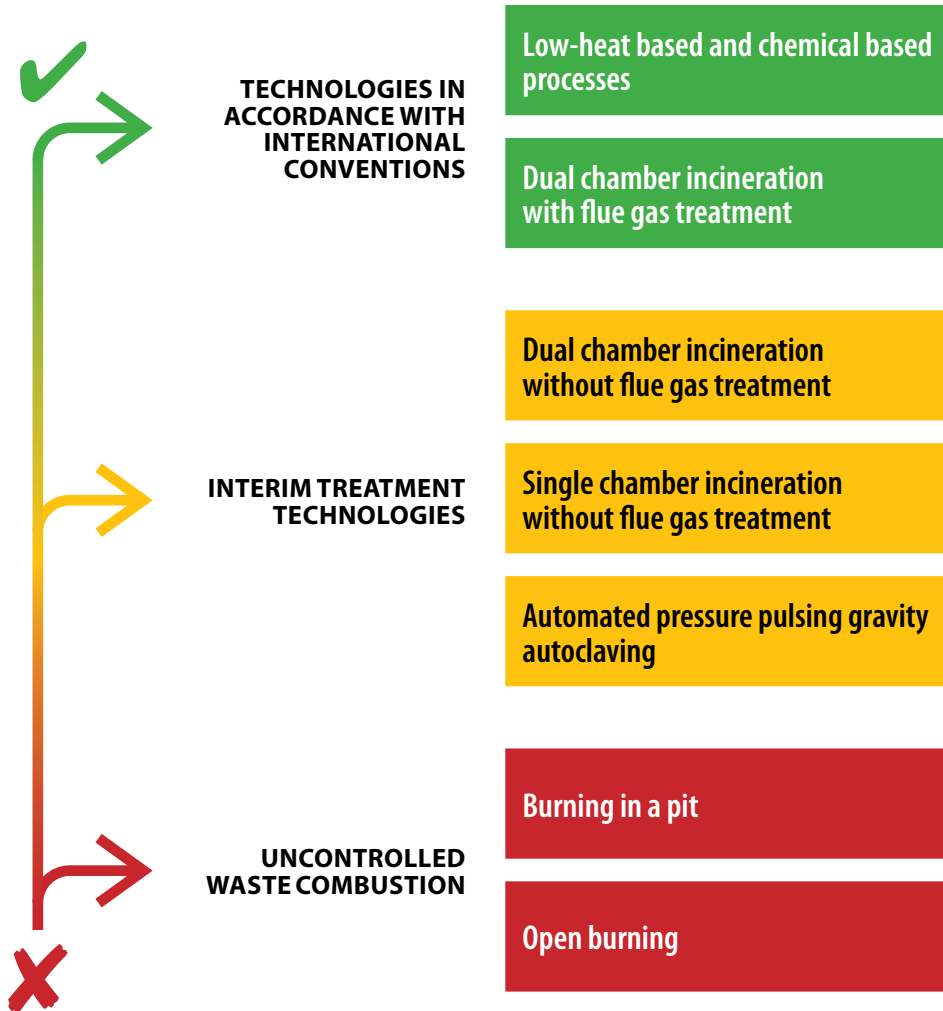 TECHNOLOGIES IN
ACCORDANCE WITH
INTERNATIONAL
CONVENTIONS
Low-heat based and chemical based
processes
Dual chamber incineration
with flue gas treatment
INTERIM TREATMENT
TECHNOLOGIES
Dual chamber incineration
without flue gas treatment
Single chamber incineration
without flue gas treatment
Automated pressure pulsing gravity
autoclaving
UNCONTROLLED
WASTE COMBUSTION
Burning in a pit
Open burning